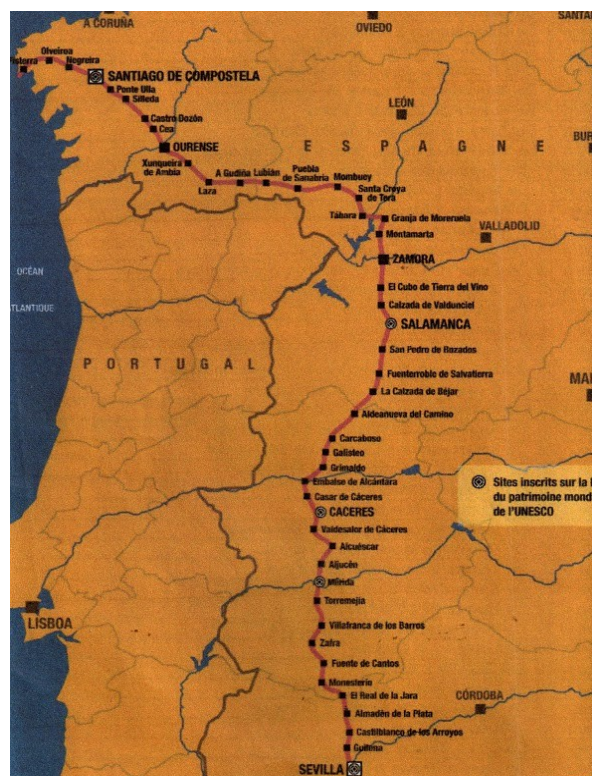 A CORUÑA
OVIEDO
SANTAN
Olveiroa
isterra
Negreira
SANTIAGO DE COMPOSTELA
Ponte Ulla
Silleda
LEÓN
Castro Dozón
Cea
OURENSE
ESPAGNE
BUR
Xunqueira
de Ambia
A Gudiña
Lubián
Puebla
de Sanabria
Mombuey
Laza
Santa Croya
de Tera
Tábara
Granja de Moreruela
Montamarta
VALLADOLID
ZAMORA
OCÉAN
ATLANTIQUE
El Cubo de Tierra del Vino
Calzada de Valdunciel
SALAMANCA
San Pedro de Rozados
PORTUGAL
Fuenterroble de Salvatierra
MA
La Calzada de Béjar
Aldeanueva del Camino
Carcaboso
Galisteo
Grimaldo
Embalse de Alcántara
Casar de Cáceres
Sites inscrits sur la l
du patrimoine mond
de l'UNESCO
CACERES
Valdesalor de Cáceres
Alcuéscar
Aljucén
Mérida
Torremejia
LISBOA
Villafranca de los Barros
Zafra
Fuente de Cantos
Monesterio
El Real de la Jara
CÓRDOBA
Almadén de la Plata
Castilblanco de los Arroyos
Guillena
SEVILLA